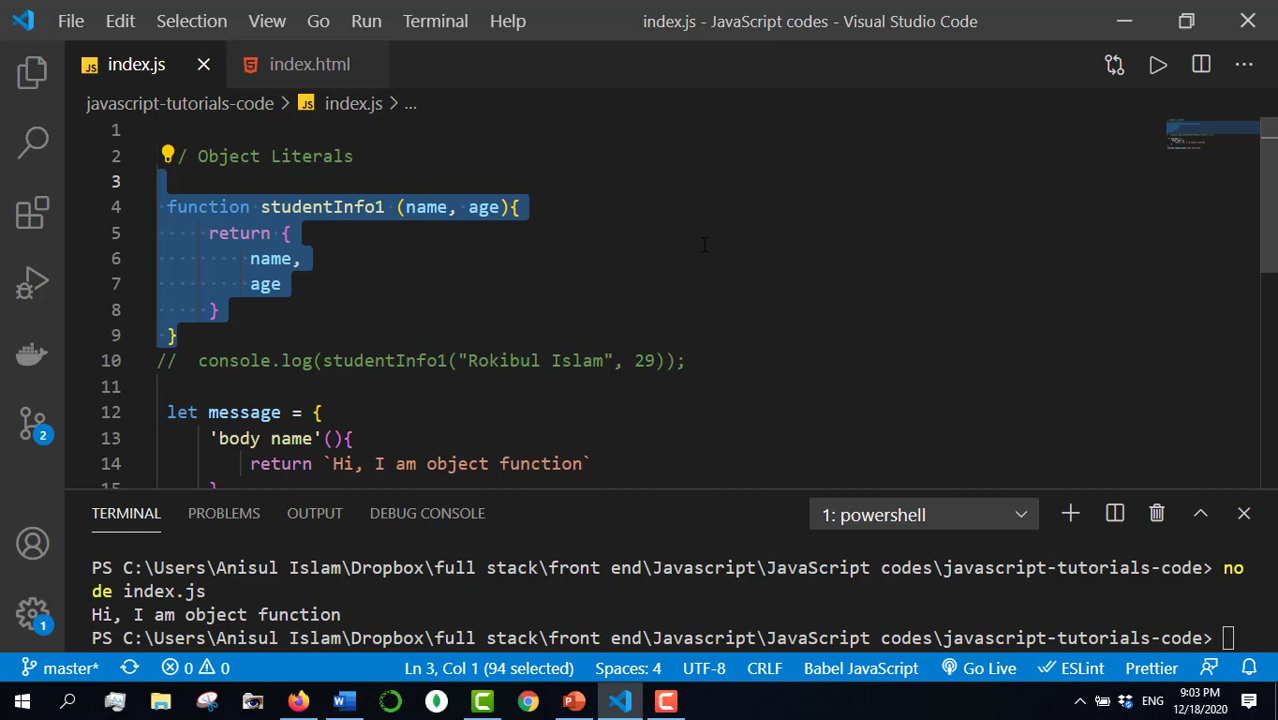 File Edit Selection View Go Run Terminal Help index.js - JavaScript codes - Visual Studio Code
JS index.js index.html
javascript-tutorials-code > JS index.js > ...
1
2 / Object Literals
3
4 function studentInfo1 (name, age){
5 return {
6 name,
7 age
8 }
9 }
10 // console.log(studentInfo1("Rokibul Islam", 29));
11
12 let message = {
13 'body name'(){
14 return `Hi, I am object function`
15 }
TERMINAL PROBLEMS OUTPUT DEBUG CONSOLE 1: powershell
PS C:\Users\Anisul Islam\Dropbox\full stack\front end\Javascript\JavaScript codes\javascript-tutorials-code> no
de index.js
Hi, I am object function
PS C:\Users\Anisul Islam\Dropbox\full stack\front end\Javascript\JavaScript codes\javascript-tutorials-code>
2
1
master* 0 0 Ln 3, Col 1 (94 selected) Spaces: 4 UTF-8 CRLF Babel JavaScript Go Live ESLint Prettier
ENG 9:03 PM
12/18/2020